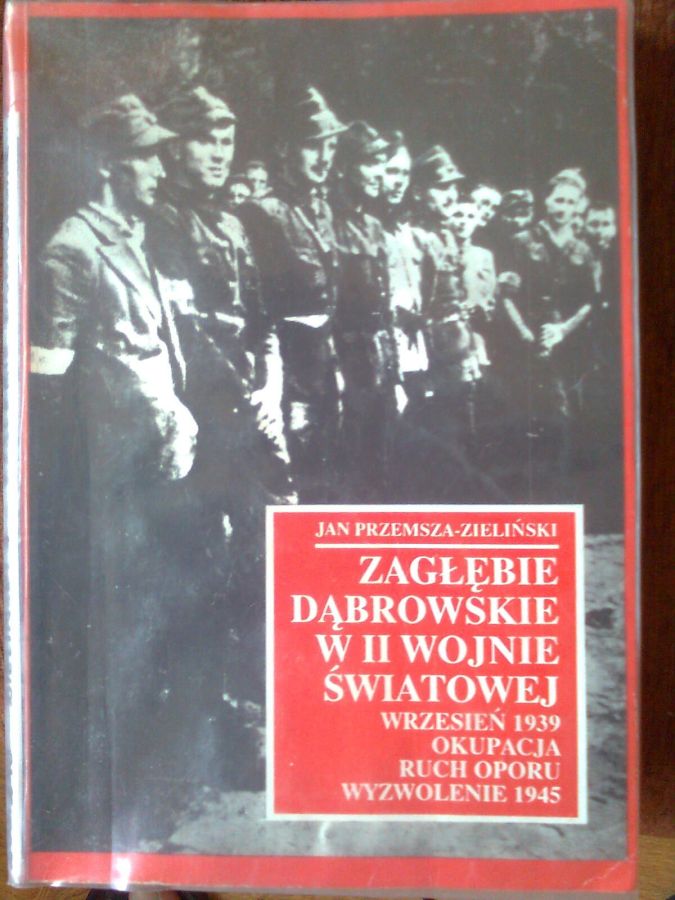 JAN PRZEMSZA-ZIELIŃSKI
ZAGŁĘBIE
DĄBROWSKIE
W II WOJNIE
ŚWIATOWEJ
WRZESIEŃ 1939
OKUPACJA
RUCH OPORU
WYZWOLENIE 1945